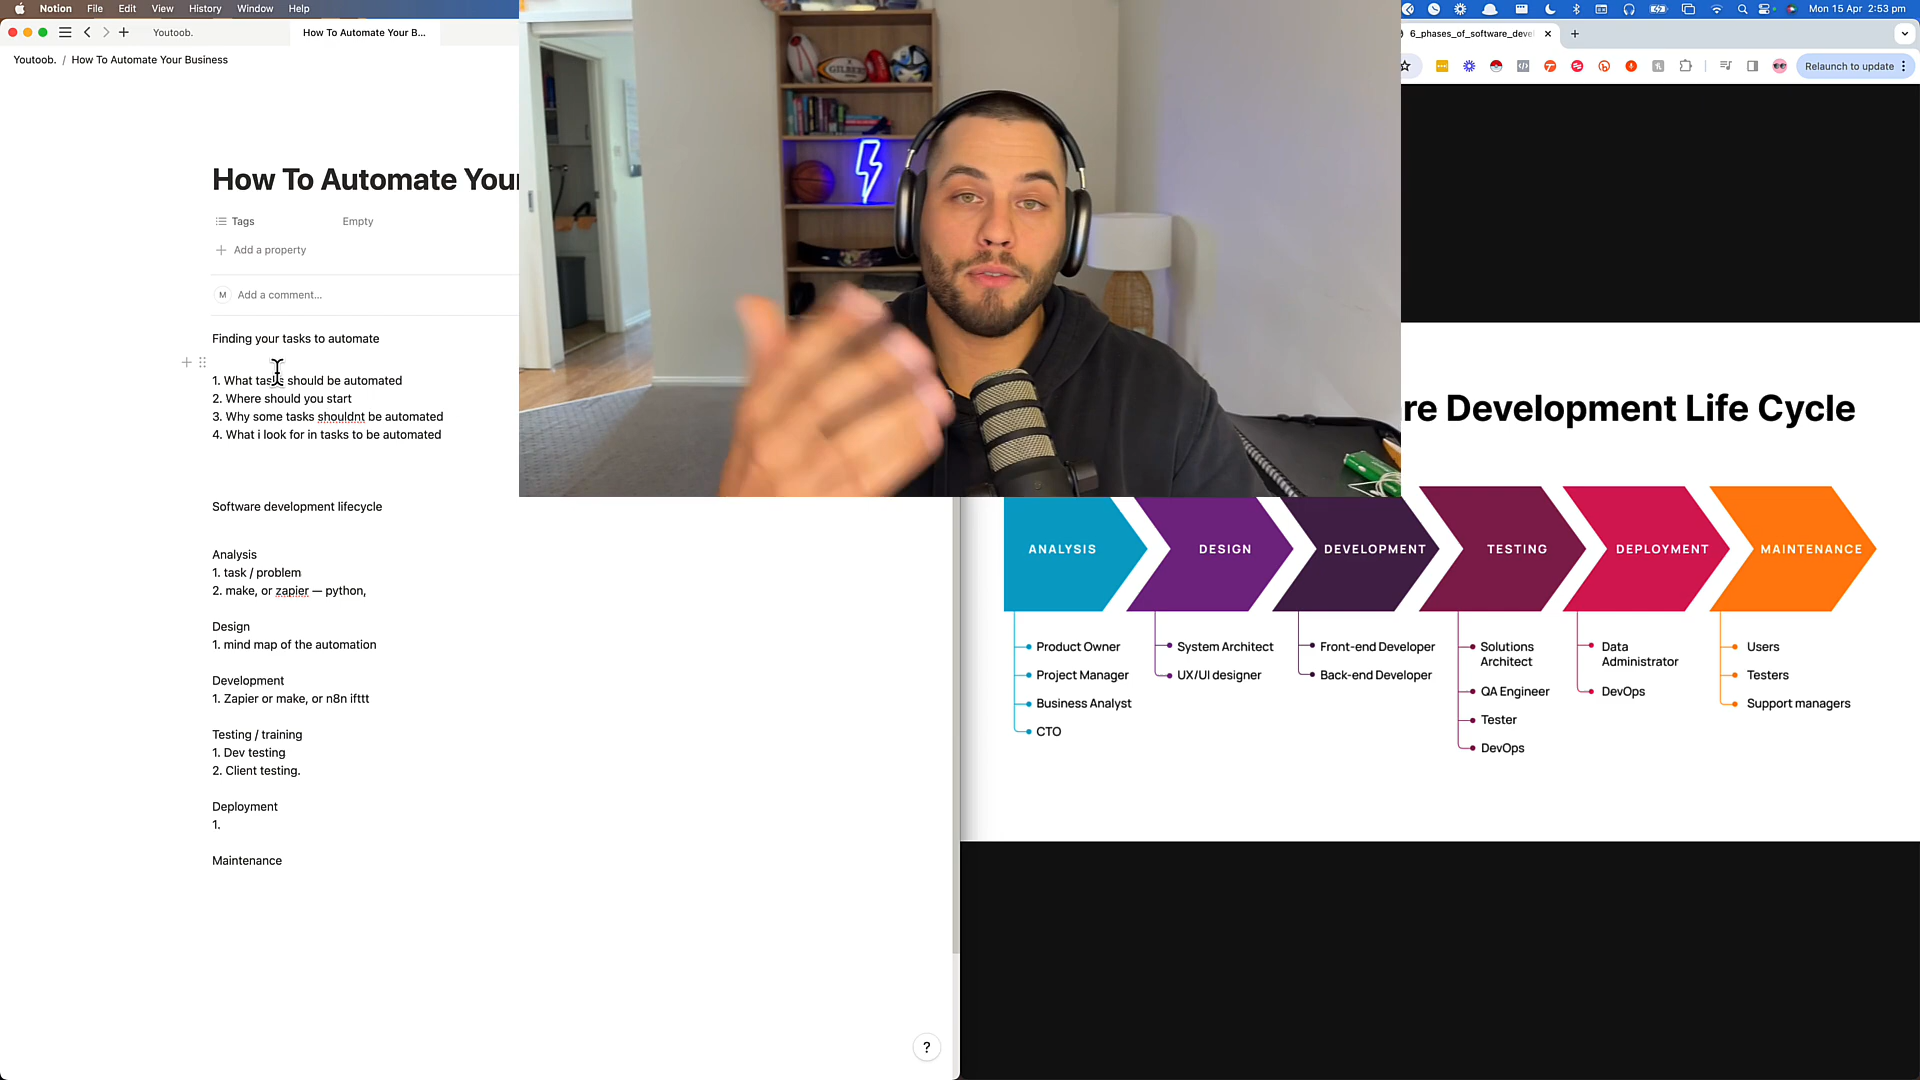 Notion File Edit View History Window Help
Mon 15 Apr 2:53 pm
Youtoob.
How To Automate Your B...
6_phases_of_software_deve
Youtoob. / How To Automate Your Business
Relaunch to update
GILBERT
How To Automate Your
Tags Empty
Add a property
M Add a comment...
Finding your tasks to automate
1. What tasks should be automated
2. Where should you start
3. Why some tasks shouldnt be automated
4. What i look for in tasks to be automated
Software development lifecycle
Analysis
1. task / problem
2. make, or zapier — python,
Design
1. mind map of the automation
Development
1. Zapier or make, or n8n ifttt
Testing / training
1. Dev testing
2. Client testing.
Deployment
1.
Maintenance
?
re Development Life Cycle
ANALYSIS
DESIGN
DEVELOPMENT
TESTING
DEPLOYMENT
MAINTENANCE
Product Owner
Project Manager
Business Analyst
CTO
System Architect
UX/UI designer
Front-end Developer
Back-end Developer
Solutions
Architect
QA Engineer
Tester
DevOps
Data
Administrator
DevOps
Users
Testers
Support managers